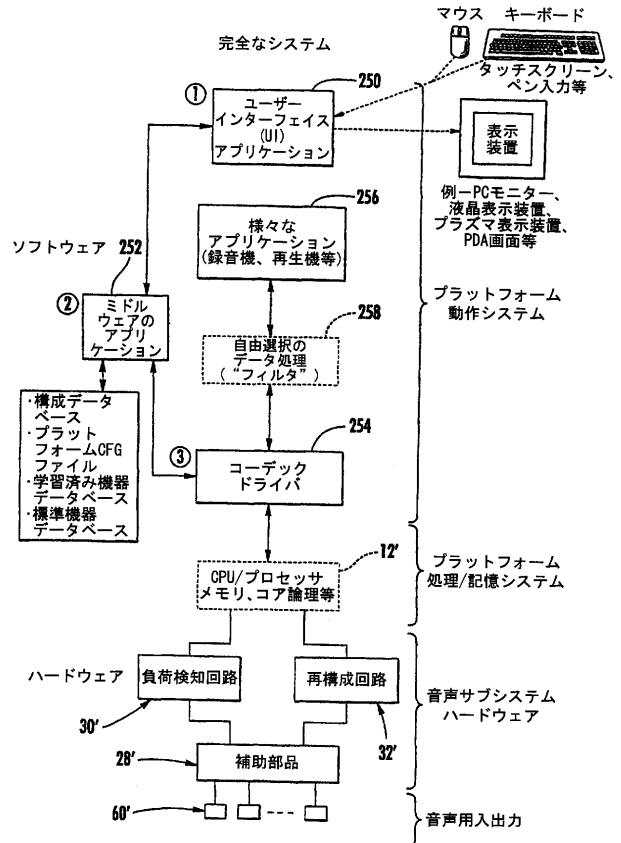 マウス
キーボード
完全なシステム
タッチスクリーン、
ペン入力等
250
①
ユーザー
インターフェイス
(UI)
アプリケーション
表示
装置
例－PCモニター、
液晶表示装置、
プラズマ表示装置、
PDA画面等
256
様々な
アプリケーション
(録音機、再生機等)
ソフトウェア
252
②
ミドル
ウェアの
アプリ
ケーション
プラットフォーム
動作システム
258
自由選択の
データ処理
(“フィルタ”)
・構成データ
ベース
・プラット
フォームCFG
ファイル
・学習済み機器
データベース
・標準機器
データベース
254
③
コーデック
ドライバ
12'
CPU/プロセッサ
メモリ、コア論理等
プラットフォーム
処理/記憶システム
ハードウェア
負荷検知回路
再構成回路
30'
32'
音声サブシステム
ハードウェア
28'
補助部品
60'
音声用入出力